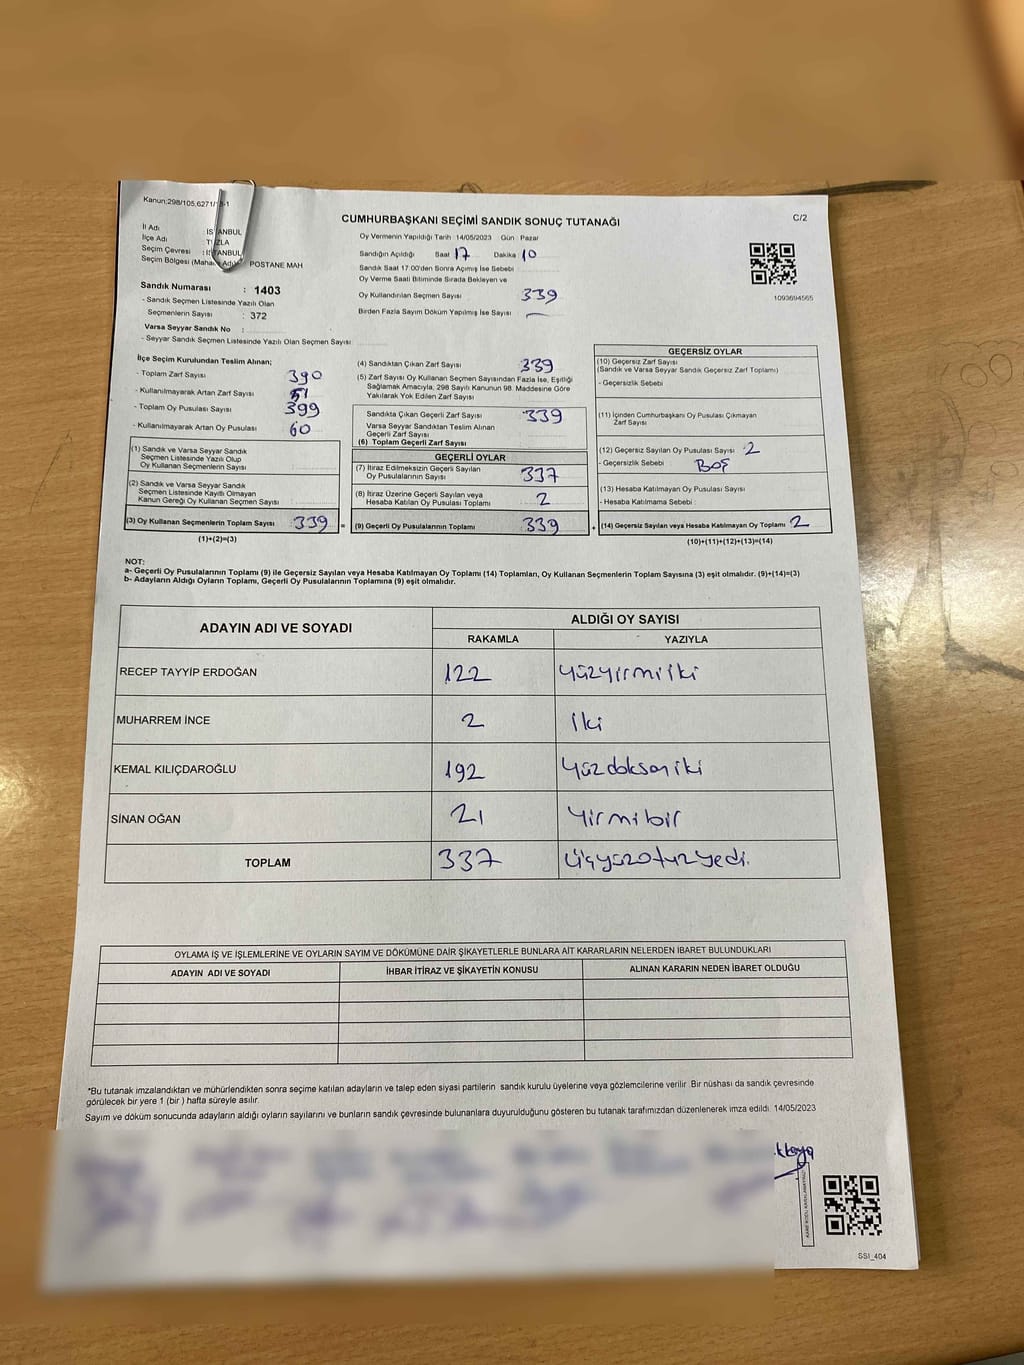 Kanun:298/105,6271/ -1
CUMHURBAŞKANI SEÇİMİ SANDIK SONUÇ TUTANAĞI
C/2
İl Adı : İSTANBUL
İlçe Adı : TUZLA
Seçim Çevresi : İSTANBUL
Seçim Bölgesi (Mahalle Adı) : POSTANE MAH
Oy Vermenin Yapıldığı Tarih 14/05/2023 Gün Pazar
Sandığın Açıldığı Saat 17 Dakika 10
Sandık Saat 17.00'den Sonra Açımış İse Sebebi
Oy Verme Saati Bitiminde Sırada Bekleyen ve
Oy Kullandırılan Seçmen Sayısı 339
Birden Fazla Sayım Döküm Yapılmış İse Sayısı —
1093694565
Sandık Numarası : 1403
- Sandık Seçmen Listesinde Yazılı Olan
Seçmenlerin Sayısı : 372
Varsa Seyyar Sandık No :
- Seyyar Sandık Seçmen Listesinde Yazılı Olan Seçmen Sayısı
İlçe Seçim Kurulundan Teslim Alınan;
- Toplam Zarf Sayısı 390
- Kullanılmayarak Artan Zarf Sayısı 51
- Toplam Oy Pusulası Sayısı 399
- Kullanılmayarak Artan Oy Pusulası 60
(1) Sandık ve Varsa Seyyar Sandık
Seçmen Listesinde Yazılı Olup
Oy Kullanan Seçmenlerin Sayısı
(2) Sandık ve Varsa Seyyar Sandık
Seçmen Listesinde Kayıtlı Olmayan
Kanun Gereği Oy Kullanan Seçmen Sayısı
(3) Oy Kullanan Seçmenlerin Toplam Sayısı 339 =
(1)+(2)=(3)
(4) Sandıktan Çıkan Zarf Sayısı 339
(5) Zarf Sayısı Oy Kullanan Seçmen Sayısından Fazla İse, Eşitliği
Sağlamak Amacıyla, 298 Sayılı Kanunun 98. Maddesine Göre
Yakılarak Yok Edilen Zarf Sayısı
Sandıkta Çıkan Geçerli Zarf Sayısı 339
Varsa Seyyar Sandıktan Teslim Alınan
Geçerli Zarf Sayısı
(6) Toplam Geçerli Zarf Sayısı
GEÇERLİ OYLAR
(7) İtiraz Edilmeksizin Geçerli Sayılan
Oy Pusulalarının Sayısı 337
(8) İtiraz Üzerine Geçerli Sayılan veya
Hesaba Katılan Oy Pusulası Toplamı 2
(9) Geçerli Oy Pusulalarının Toplamı 339 +
GEÇERSİZ OYLAR
(10) Geçersiz Zarf Sayısı
(Sandık ve Varsa Seyyar Sandık Geçersiz Zarf Toplamı)
- Geçersizlik Sebebi
(11) İçinden Cumhurbaşkanı Oy Pusulası Çıkmayan
Zarf Sayısı
(12) Geçersiz Sayılan Oy Pusulası Sayısı 2
- Geçersizlik Sebebi Boş
(13) Hesaba Katılmayan Oy Pusulası Sayısı
- Hesaba Katılmama Sebebi
(14) Geçersiz Sayılan veya Hesaba Katılmayan Oy Toplamı 2
(10)+(11)+(12)+(13)=(14)
NOT:
a- Geçerli Oy Pusulalarının Toplamı (9) ile Geçersiz Sayılan veya Hesaba Katılmayan Oy Toplamı (14) Toplamları, Oy Kullanan Seçmenlerin Toplam Sayısına (3) eşit olmalıdır. (9)+(14)=(3)
b- Adayların Aldığı Oyların Toplamı, Geçerli Oy Pusulalarının Toplamına (9) eşit olmalıdır.
ADAYIN ADI VE SOYADI
ALDIĞI OY SAYISI
RAKAMLA YAZIYLA
RECEP TAYYİP ERDOĞAN 122 yüzyirmiiki
MUHARREM İNCE 2 iki
KEMAL KILIÇDAROĞLU 192 yüzdoksaniki
SİNAN OĞAN 21 yirmibir
TOPLAM 337 üçyüzotuzyedi.
OYLAMA İŞ VE İŞLEMLERİNE VE OYLARIN SAYIM VE DÖKÜMÜNE DAİR ŞİKAYETLERLE BUNLARA AİT KARARLARIN NELERDEN İBARET BULUNDUKLARI
ADAYIN ADI VE SOYADI İHBAR İTİRAZ VE ŞİKAYETİN KONUSU ALINAN KARARIN NEDEN İBARET OLDUĞU
*Bu tutanak imzalandıktan ve mühürlendikten sonra seçime katılan adayların ve talep eden siyasi partilerin sandık kurulu üyelerine veya gözlemcilerine verilir. Bir nüshası da sandık çevresinde
görülecek bir yere 1 (bir) hafta süreyle asılır.
Sayım ve döküm sonucunda adayların aldığı oyların sayılarını ve bunların sandık çevresinde bulunanlara duyurulduğunu gösteren bu tutanak tarafımızdan düzenlenerek imza edildi. 14/05/2023
SSI_404